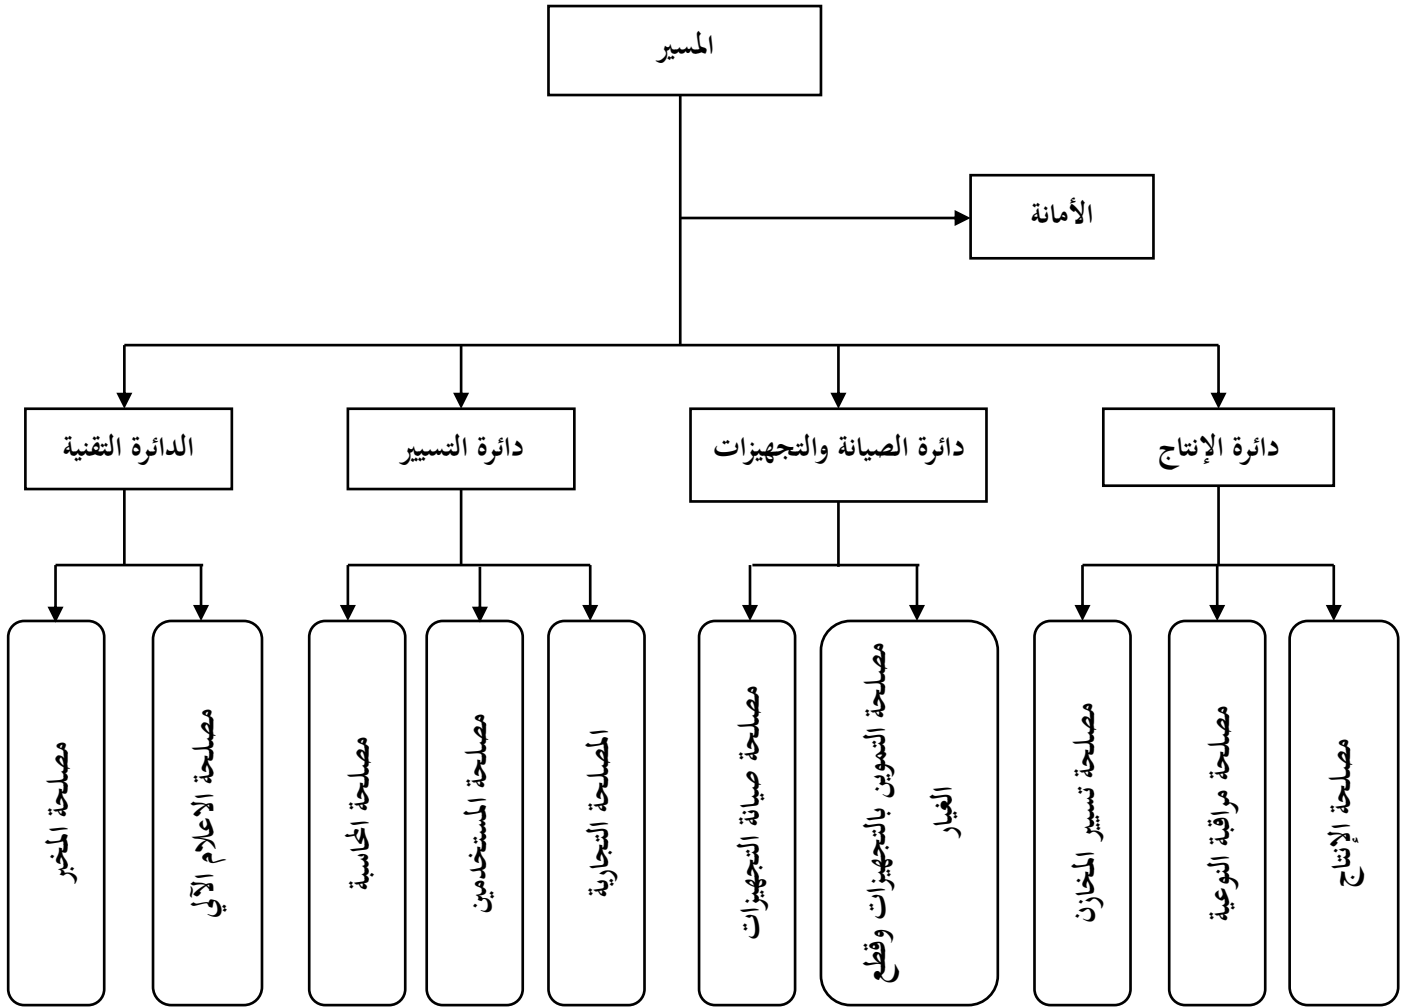 المسير
الأمانة
دائرة الإنتاج
دائرة الصيانة والتجهيزات
دائرة التسيير
الدائرة التقنية
مصلحة الإنتاج
مصلحة مراقبة النوعية
مصلحة تسيير المخازن
مصلحة التموين بالتجهيزات وقطع
الغيار
مصلحة صيانة التجهيزات
المصلحة التجارية
مصلحة المستخدمين
مصلحة المحاسبة
مصلحة الاعلام الآلي
مصلحة المخبر